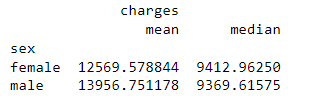 charges
mean median
sex
female 12569.578844 9412.96250
male 13956.751178 9369.61575